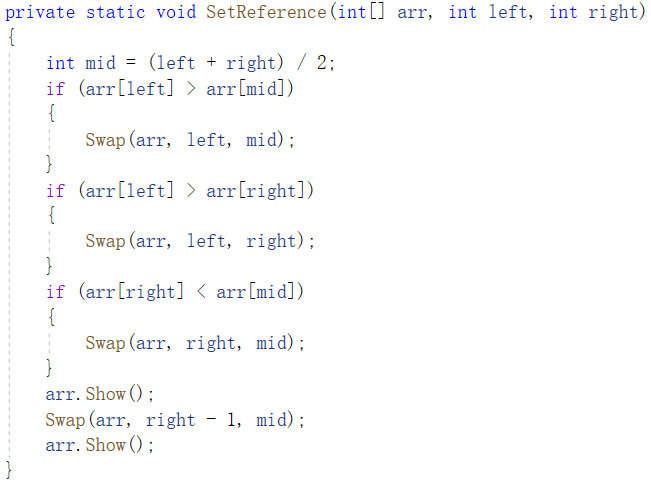 private static void SetReference(int[] arr, int left, int right)
{
    int mid = (left + right) / 2;
    if (arr[left] > arr[mid])
    {
        Swap(arr, left, mid);
    }
    if (arr[left] > arr[right])
    {
        Swap(arr, left, right);
    }
    if (arr[right] < arr[mid])
    {
        Swap(arr, right, mid);
    }
    arr.Show();
    Swap(arr, right - 1, mid);
    arr.Show();
}